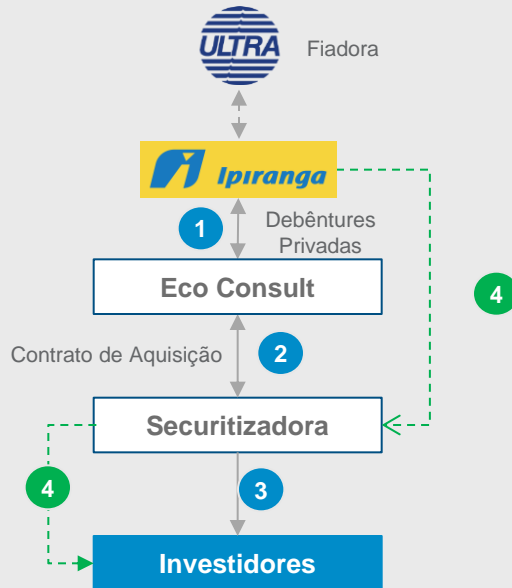 ULTRA
Fiadora
Ipiranga
1
Debêntures
Privadas
Eco Consult
4
Contrato de Aquisição
2
Securitizadora
4
3
Investidores